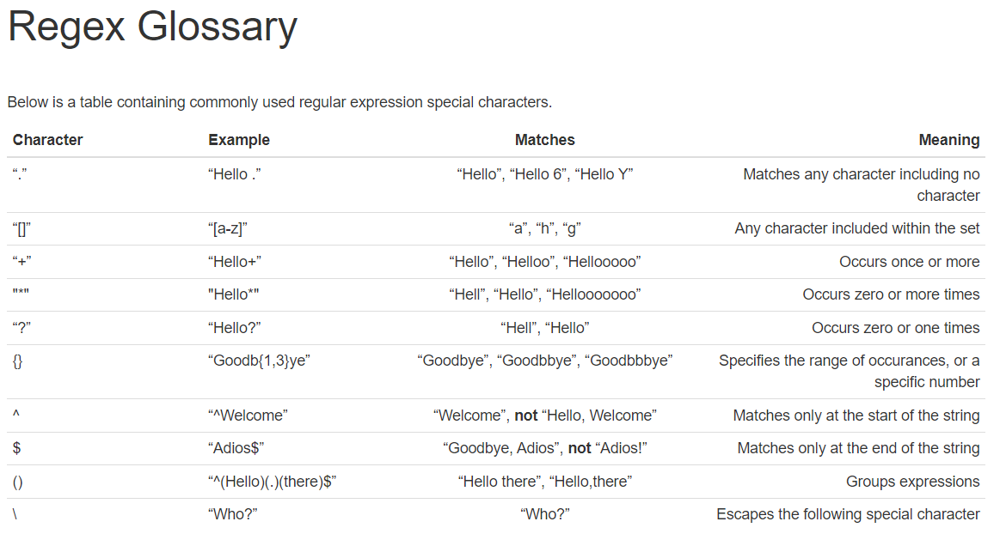 Regex Glossary
Below is a table containing commonly used regular expression special characters.
Character Example Matches Meaning
“.” “Hello .” “Hello”, “Hello 6”, “Hello Y” Matches any character including no
character
“[]” “[a-z]” “a”, “h”, “g” Any character included within the set
“+” “Hello+” “Hello”, “Helloo”, “Hellooooo” Occurs once or more
"*" "Hello*" “Hell”, “Hello”, “Hellooooooo” Occurs zero or more times
“?” “Hello?” “Hell”, “Hello” Occurs zero or one times
{} “Goodb{1,3}ye” “Goodbye”, “Goodbbye”, “Goodbbbye” Specifies the range of occurances, or a
specific number
^ “^Welcome” “Welcome”, not “Hello, Welcome” Matches only at the start of the string
$ “Adios$” “Goodbye, Adios”, not “Adios!” Matches only at the end of the string
() “^(Hello)(.)(there)$” “Hello there”, “Hello,there” Groups expressions
\ “Who?” “Who?” Escapes the following special character